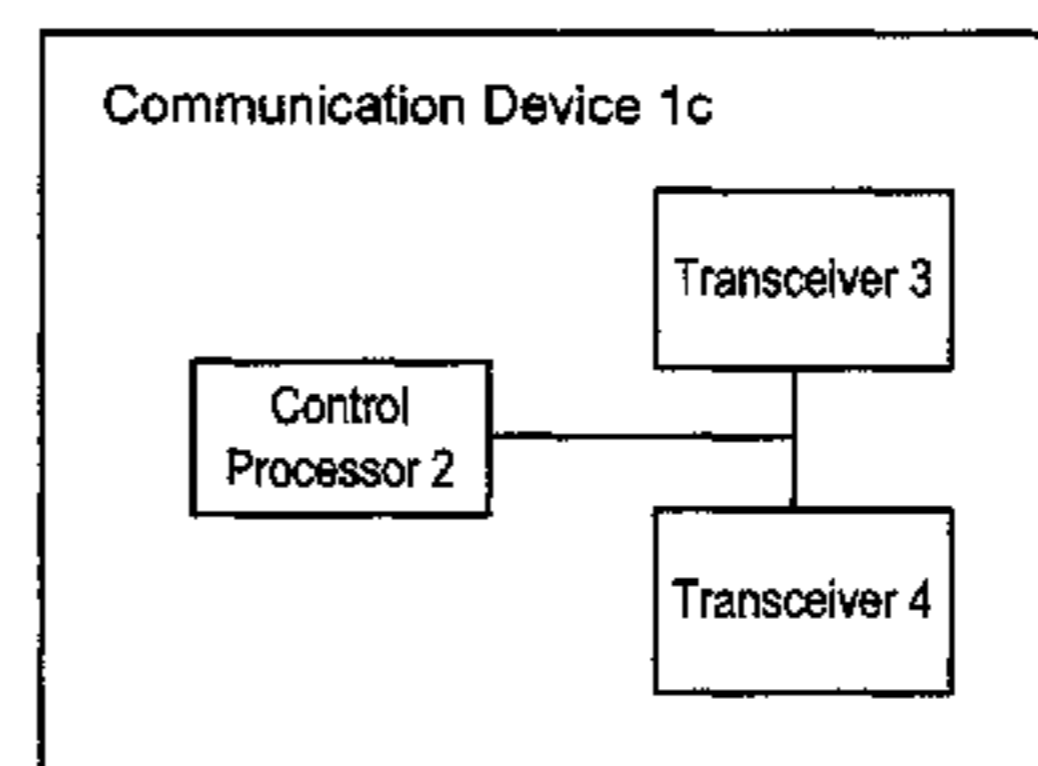 Communication Device 1c
Transceiver 3
Control
Processor 2
Transceiver 4